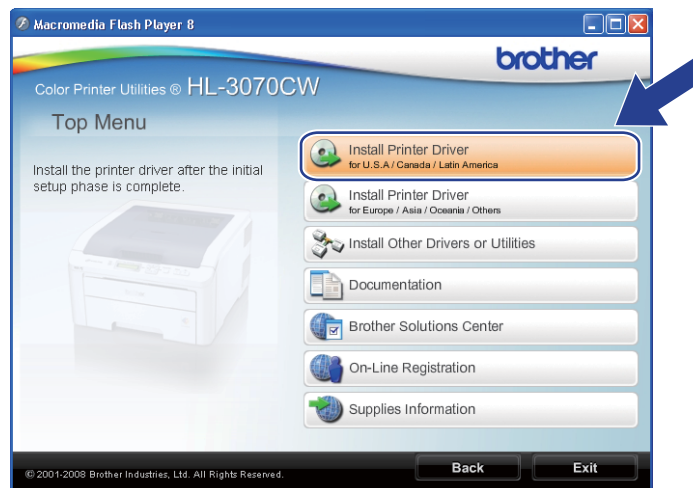 Macromedia Flash Player 8
brother
Color Printer Utilities ® HL-3070CW
Top Menu
Install the printer driver after the initial
setup phase is complete.
Install Printer Driver
for U.S.A / Canada / Latin America
Install Printer Driver
for Europe / Asia / Oceania / Others
Install Other Drivers or Utilities
Documentation
Brother Solutions Center
On-Line Registration
Supplies Information
© 2001-2008 Brother Industries, Ltd. All Rights Reserved.
Back
Exit